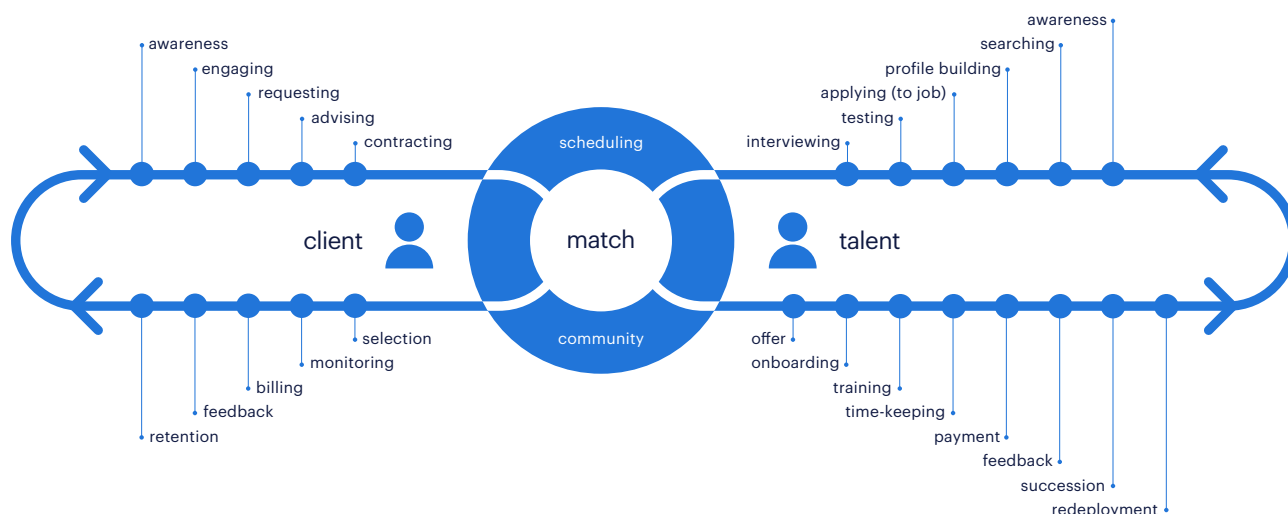 awareness
engaging
requesting
advising
contracting
client
retention
feedback
billing
monitoring
selection
scheduling
match
community
awareness
searching
profile building
applying (to job)
testing
interviewing
talent
offer
onboarding
training
time-keeping
payment
feedback
succession
redeployment